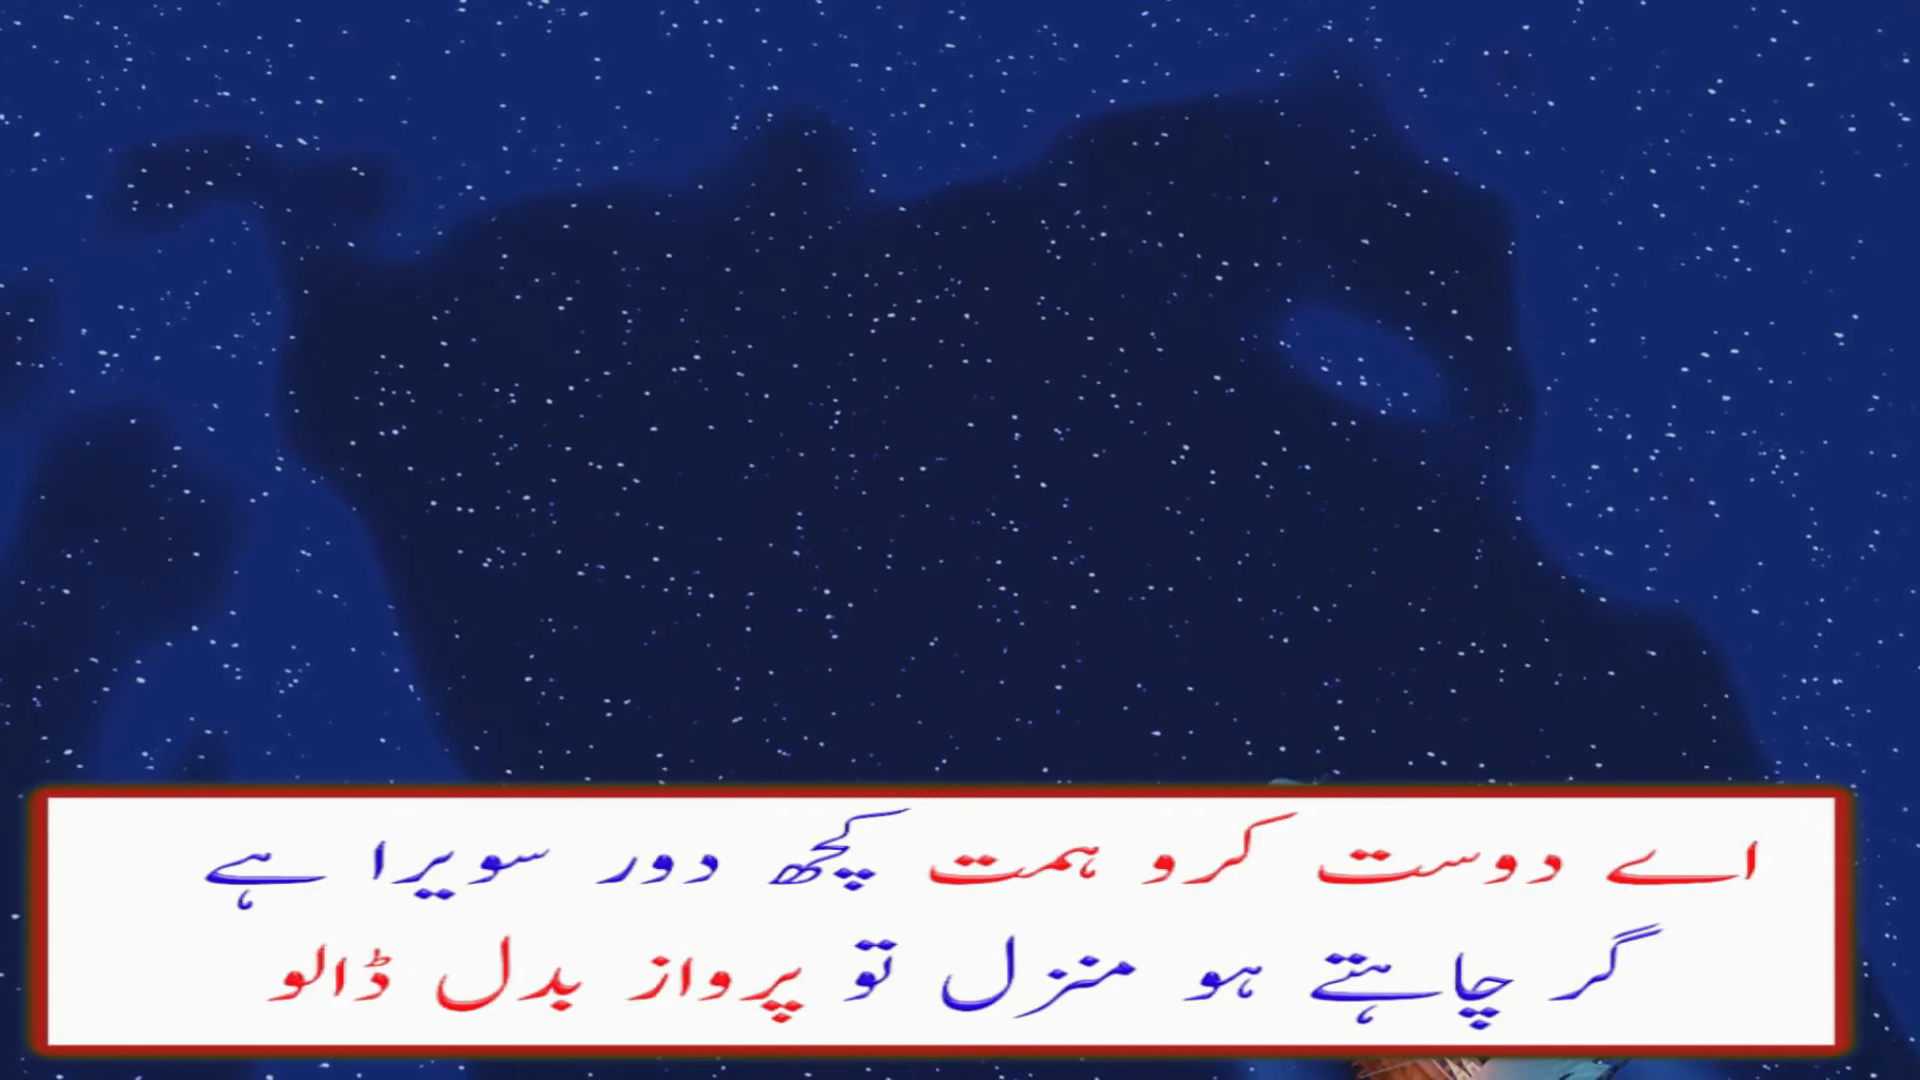 اے دوست کرو ہمت کچھ دور سویرا ہے
گر چاہتے ہو منزل تو پرواز بدل ڈالو